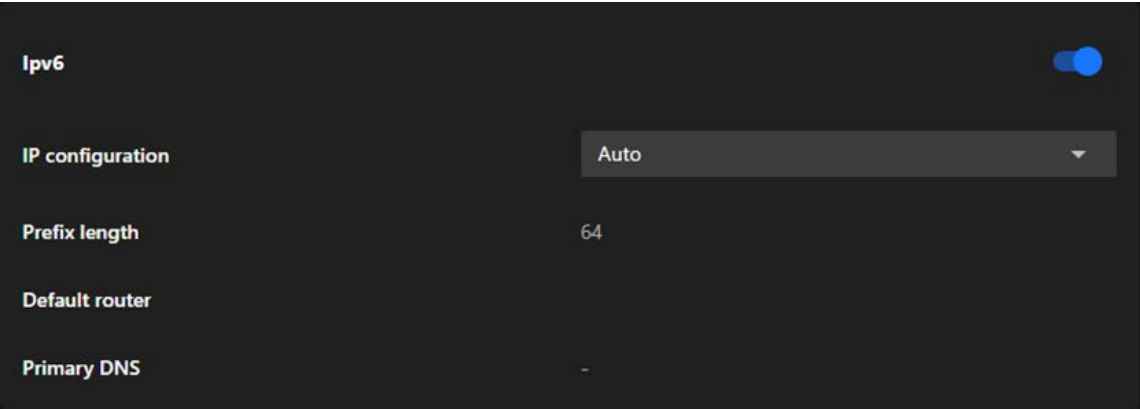 Ipv6
IP configuration Auto
Prefix length 64
Default router
Primary DNS -